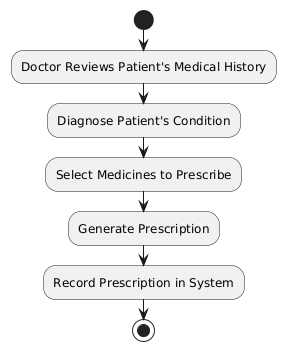 Doctor Reviews Patient's Medical History
Diagnose Patient's Condition
Select Medicines to Prescribe
Generate Prescription
Record Prescription in System